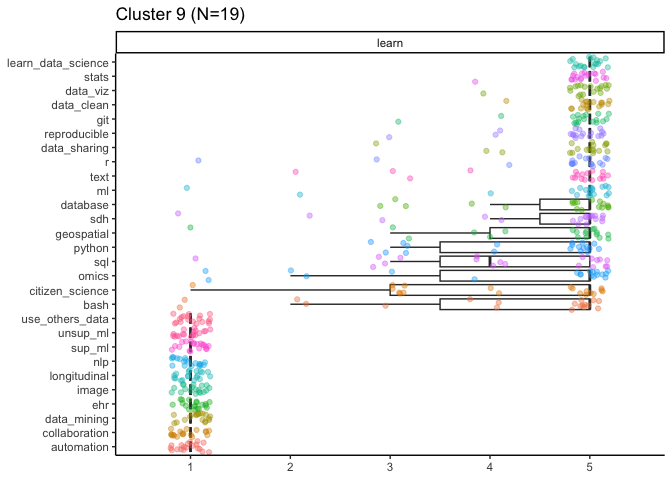 Cluster 9 (N=19)
learn
learn_data_science
stats
data_viz
data_clean
git
reproducible
data_sharing
r
text
ml
database
sdh
geospatial
python
sql
omics
citizen_science
bash
use_others_data
unsup_ml
sup_ml
nlp
longitudinal
image
ehr
data_mining
collaboration
automation
1 2 3 4 5